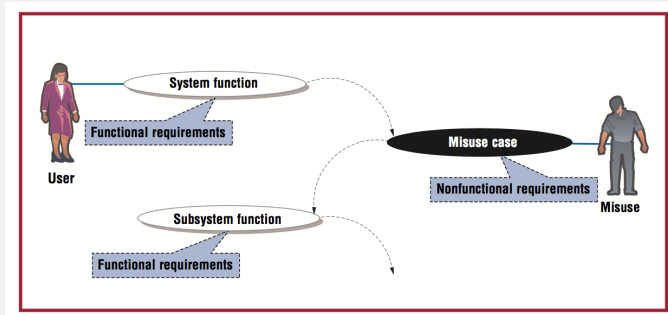 System function
Functional requirements
User
Misuse case
Nonfunctional requirements
Misuse
Subsystem function
Functional requirements